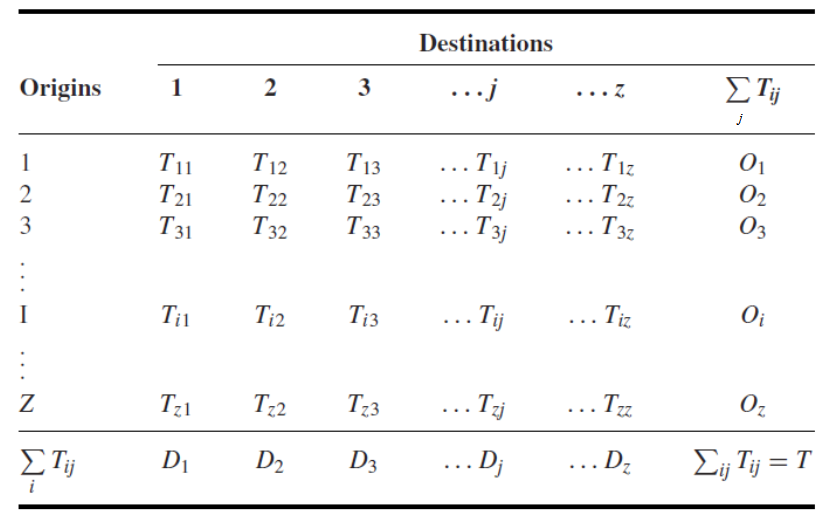 Destinations
Origins 1 2 3 ...j ...z ∑_j T_ij
1 T_11 T_12 T_13 ...T_1j ...T_1z O_1
2 T_21 T_22 T_23 ...T_2j ...T_2z O_2
3 T_31 T_32 T_33 ...T_3j ...T_3z O_3
⋮
I T_i1 T_i2 T_i3 ...T_ij ...T_iz O_i
⋮
Z T_z1 T_z2 T_z3 ...T_zj ...T_zz O_z
∑_i T_ij D_1 D_2 D_3 ...D_j ...D_z ∑_ij T_ij = T